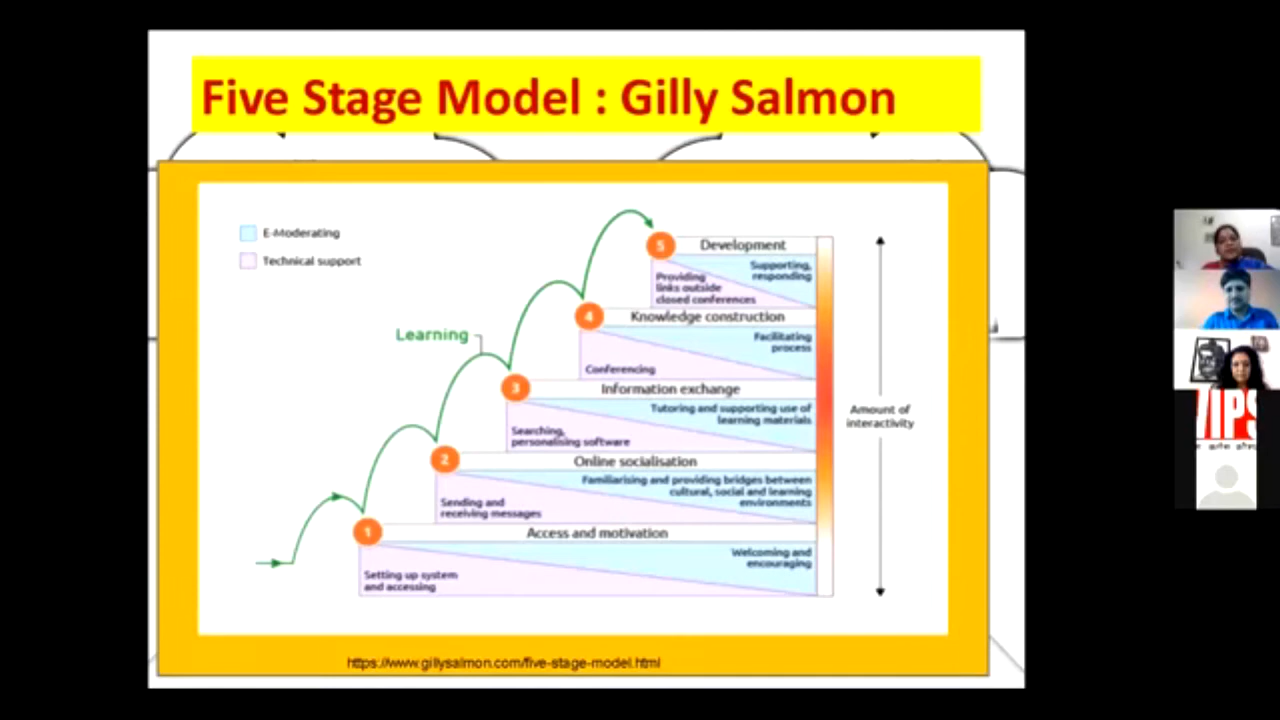 Five Stage Model : Gilly Salmon
E-Moderating
Technical support
Learning
5
Development
Supporting,
responding
Providing
links outside
closed conferences
4
Knowledge construction
Facilitating
process
Conferencing
3
Information exchange
Tutoring and supporting use of
learning materials
Searching,
personalising software
2
Online socialisation
Familiarising and providing bridges between
cultural, social and learning
environments
Sending and
receiving messages
1
Access and motivation
Welcoming and
encouraging
Setting up system
and accessing
Amount of
interactivity
https://www.gillysalmon.com/five-stage-model.html
VIPS